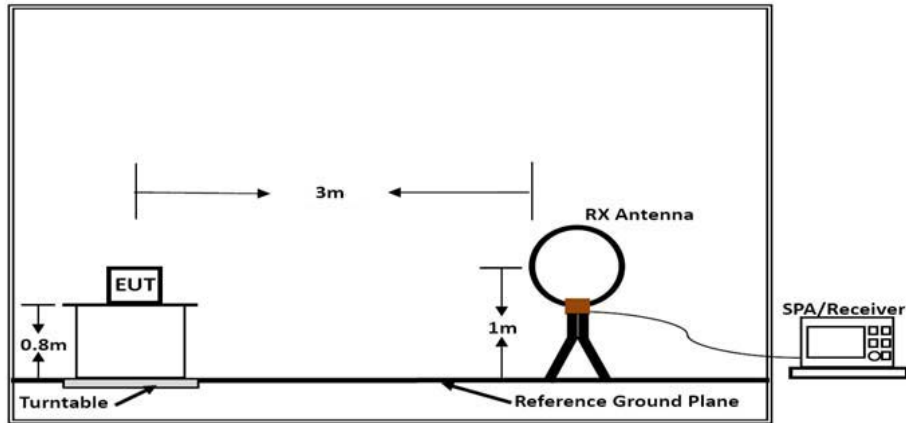 3m
RX Antenna
EUT
SPA/Receiver
0.8m
1m
Turntable
Reference Ground Plane